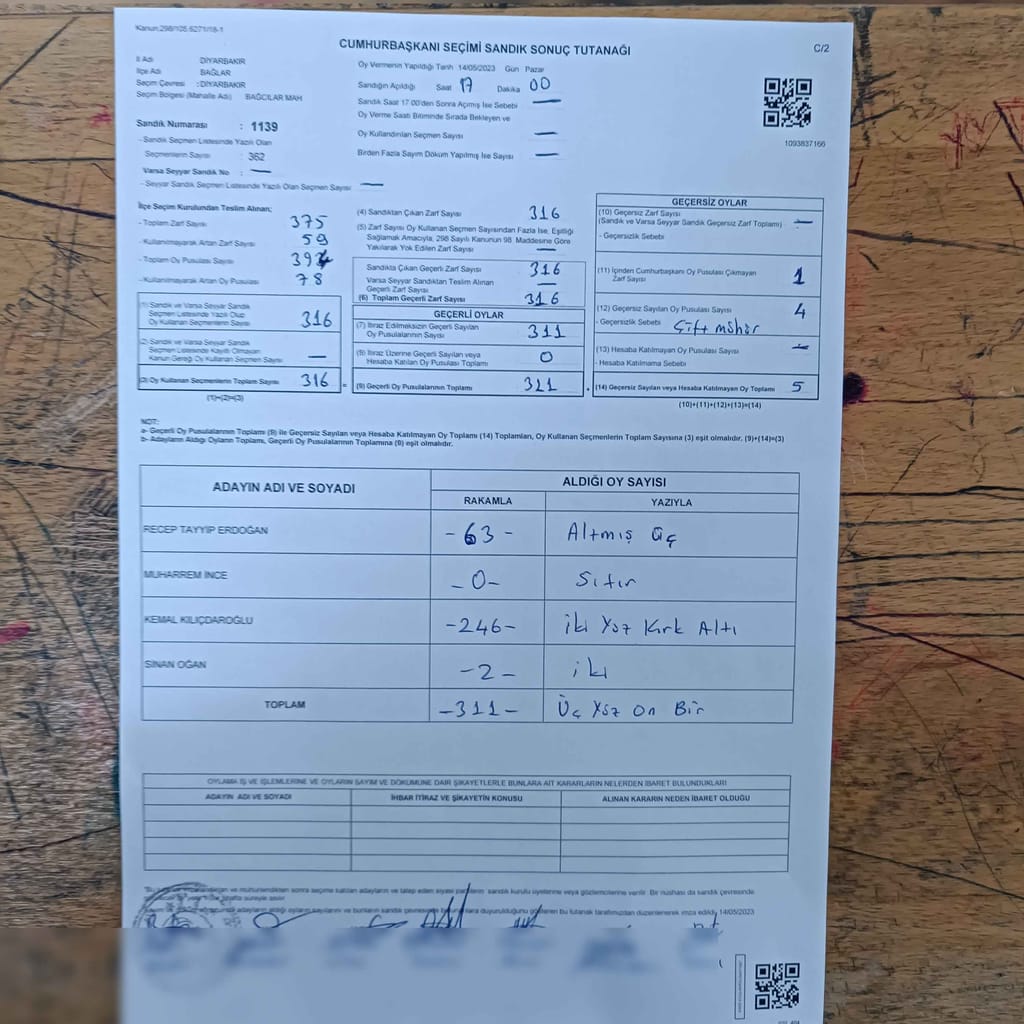 Kanun:298/105.6271/18-1
CUMHURBAŞKANI SEÇİMİ SANDIK SONUÇ TUTANAĞI
C/2
İl Adı DİYARBAKIR
İlçe Adı BAĞLAR
Seçim Çevresi : DİYARBAKIR
Seçim Bölgesi (Mahalle Adı) BAĞCILAR MAH
Sandık Numarası : 1139
- Sandık Seçmen Listesinde Yazılı Olan
Seçmenlerin Sayısı : 362
Varsa Seyyar Sandık No : —
- Seyyar Sandık Seçmen Listesinde Yazılı Olan Seçmen Sayısı —
Oy Vermenin Yapıldığı Tarih 14/05/2023 Gün Pazar
Sandığın Açıldığı Saat 17 Dakika 00
Sandık Saat 17.00'den Sonra Açılmış İse Sebebi —
Oy Verme Saati Bitiminde Sırada Bekleyen ve
Oy Kullandırılan Seçmen Sayısı —
Birden Fazla Sayım Döküm Yapılmış İse Sayısı —
1093837166
İlçe Seçim Kurulundan Teslim Alınan;
- Toplam Zarf Sayısı 375
- Kullanılmayarak Artan Zarf Sayısı 59
- Toplam Oy Pusulası Sayısı 394
- Kullanılmayarak Artan Oy Pusulası 78
(1) Sandık ve Varsa Seyyar Sandık
Seçmen Listesinde Yazılı Olup
Oy Kullanan Seçmenlerin Sayısı 316
(2) Sandık ve Varsa Seyyar Sandık
Seçmen Listesinde Kayıtlı Olmayan
Kanun Gereği Oy Kullanan Seçmen Sayısı —
(3) Oy Kullanan Seçmenlerin Toplam Sayısı 316 =
(1)+(2)=(3)
(4) Sandıktan Çıkan Zarf Sayısı 316
(5) Zarf Sayısı Oy Kullanan Seçmen Sayısından Fazla İse, Eşitliği
Sağlamak Amacıyla, 298 Sayılı Kanunun 98. Maddesine Göre
Yakılarak Yok Edilen Zarf Sayısı —
Sandıkta Çıkan Geçerli Zarf Sayısı 316
Varsa Seyyar Sandıktan Teslim Alınan
Geçerli Zarf Sayısı —
(6) Toplam Geçerli Zarf Sayısı 316
GEÇERLİ OYLAR
(7) İtiraz Edilmeksizin Geçerli Sayılan
Oy Pusulalarının Sayısı 311
(8) İtiraz Üzerine Geçerli Sayılan veya
Hesaba Katılan Oy Pusulası Toplamı 0
(9) Geçerli Oy Pusulalarının Toplamı 311 +
GEÇERSİZ OYLAR
(10) Geçersiz Zarf Sayısı
(Sandık ve Varsa Seyyar Sandık Geçersiz Zarf Toplamı) —
- Geçersizlik Sebebi
(11) İçinden Cumhurbaşkanı Oy Pusulası Çıkmayan
Zarf Sayısı 1
(12) Geçersiz Sayılan Oy Pusulası Sayısı 4
- Geçersizlik Sebebi Çift mühür
(13) Hesaba Katılmayan Oy Pusulası Sayısı —
- Hesaba Katılmama Sebebi
(14) Geçersiz Sayılan veya Hesaba Katılmayan Oy Toplamı 5
(10)+(11)+(12)+(13)=(14)
NOT:
a- Geçerli Oy Pusulalarının Toplamı (9) ile Geçersiz Sayılan veya Hesaba Katılmayan Oy Toplamı (14) Toplamları, Oy Kullanan Seçmenlerin Toplam Sayısına (3) eşit olmalıdır. (9)+(14)=(3)
b- Adayların Aldığı Oyların Toplamı, Geçerli Oy Pusulalarının Toplamına (9) eşit olmalıdır.
ADAYIN ADI VE SOYADI
ALDIĞI OY SAYISI
RAKAMLA YAZIYLA
RECEP TAYYİP ERDOĞAN -63- Altmış üç
MUHARREM İNCE -0- Sıfır
KEMAL KILIÇDAROĞLU -246- İki Yüz Kırk Altı
SİNAN OĞAN -2- iki
TOPLAM -311- Üç Yüz On Bir
OYLAMA İŞ VE İŞLEMLERİNE VE OYLARIN SAYIM VE DÖKÜMÜNE DAİR ŞİKAYETLERLE BUNLARA AİT KARARLARIN NELERDEN İBARET BULUNDUKLARI
ADAYIN ADI VE SOYADI İHBAR İTİRAZ VE ŞİKAYETİN KONUSU ALINAN KARARIN NEDEN İBARET OLDUĞU
ve mühürlendikten sonra seçime katılan adayların ve talep eden siyasi partilerin sandık kurulu üyelerine veya gözlemcilerine verilir. Bir nüshası da sandık çevresinde
süreyle asılır.
adayların aldığı oyların sayılarını ve bunların sandık çevresindeki duyurulduğunu gösteren bu tutanak tarafımızdan düzenlenerek imza edildi. 14/05/2023